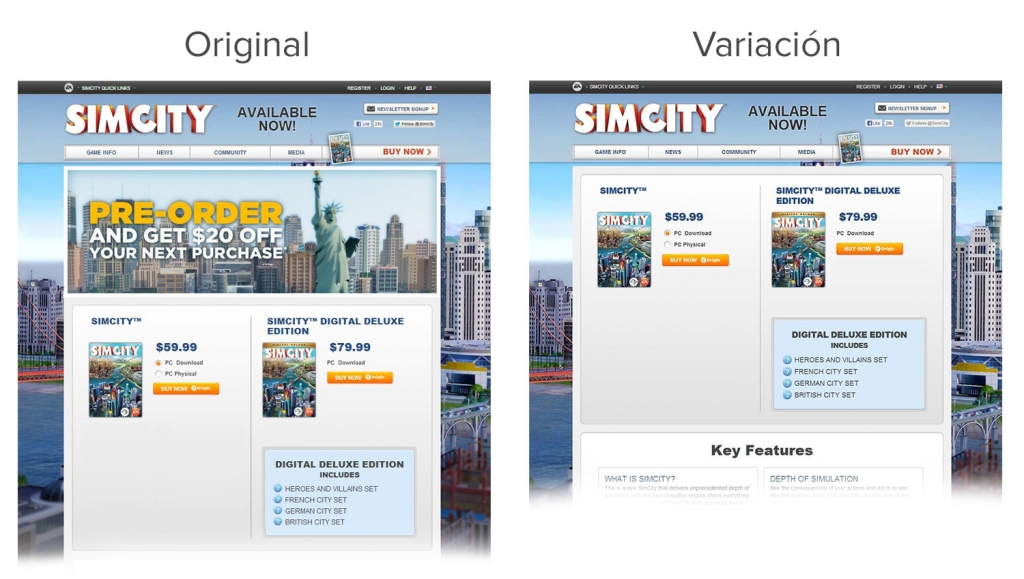 Original
SIMCITY QUICK LINKS
REGISTER LOGIN HELP
SIMCITY
AVAILABLE
NOW!
NEWSLETTER SIGNUP
Like
Follow @SimCity
GAME INFO NEWS COMMUNITY MEDIA BUY NOW
PRE-ORDER
AND GET $20 OFF
YOUR NEXT PURCHASE*
SIMCITY™
$59.99
PC Download
PC Physical
BUY NOW Origin
SIMCITY™ DIGITAL DELUXE
EDITION
$79.99
PC Download
BUY NOW Origin
DIGITAL DELUXE EDITION
INCLUDES
HEROES AND VILLAINS SET
FRENCH CITY SET
GERMAN CITY SET
BRITISH CITY SET
Variación
SIMCITY QUICK LINKS
REGISTER LOGIN HELP
SIMCITY
AVAILABLE
NOW!
NEWSLETTER SIGNUP
Like
Follow @SimCity
GAME INFO NEWS COMMUNITY MEDIA BUY NOW
SIMCITY™
SIMCITY
$59.99
PC Download
PC Physical
BUY NOW Origin
SIMCITY™ DIGITAL DELUXE
EDITION
SIMCITY
$79.99
PC Download
BUY NOW Origin
DIGITAL DELUXE EDITION
INCLUDES
HEROES AND VILLAINS SET
FRENCH CITY SET
GERMAN CITY SET
BRITISH CITY SET
Key Features
WHAT IS SIMCITY?
This is a new SimCity that delivers unprecedented depth of
DEPTH OF SIMULATION
See the consequences of your actions and dig in to see